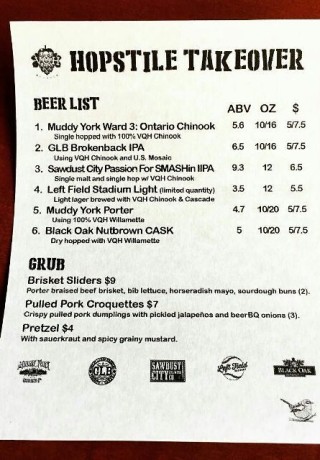 HOPSTILE TAKEOVER
BEER LIST
ABV OZ $
1. Muddy York Ward 3: Ontario Chinook 5.6 10/16 5/7.5
Single hopped with 100% VQH Chinook
2. GLB Brokenback IPA 6.5 10/16 5/7.5
Using VQH Chinook and U.S. Mosaic
3. Sawdust City Passion For SMASHin IIPA 9.3 12 6.5
Single malt and single hop w/ VQH Chinook
4. Left Field Stadium Light (limited quantity) 3.5 12 5.5
Light lager brewed with VQH Chinook & Cascade
5. Muddy York Porter 4.7 10/20 5/7.5
Using 100% VQH Willamette
6. Black Oak Nutbrown CASK 5 10/20 5/7.5
Dry hopped with VQH Willamette
GRUB
Brisket Sliders $9
Porter braised beef brisket, bib lettuce, horseradish mayo, sourdough buns (2).
Pulled Pork Croquettes $7
Crispy pulled pork dumplings with pickled jalapeños and beerBQ onions (3).
Pretzel $4
With sauerkraut and spicy grainy mustard.
MUDDY YORK GLB SAWDUST CITY Left Field BLACK OAK